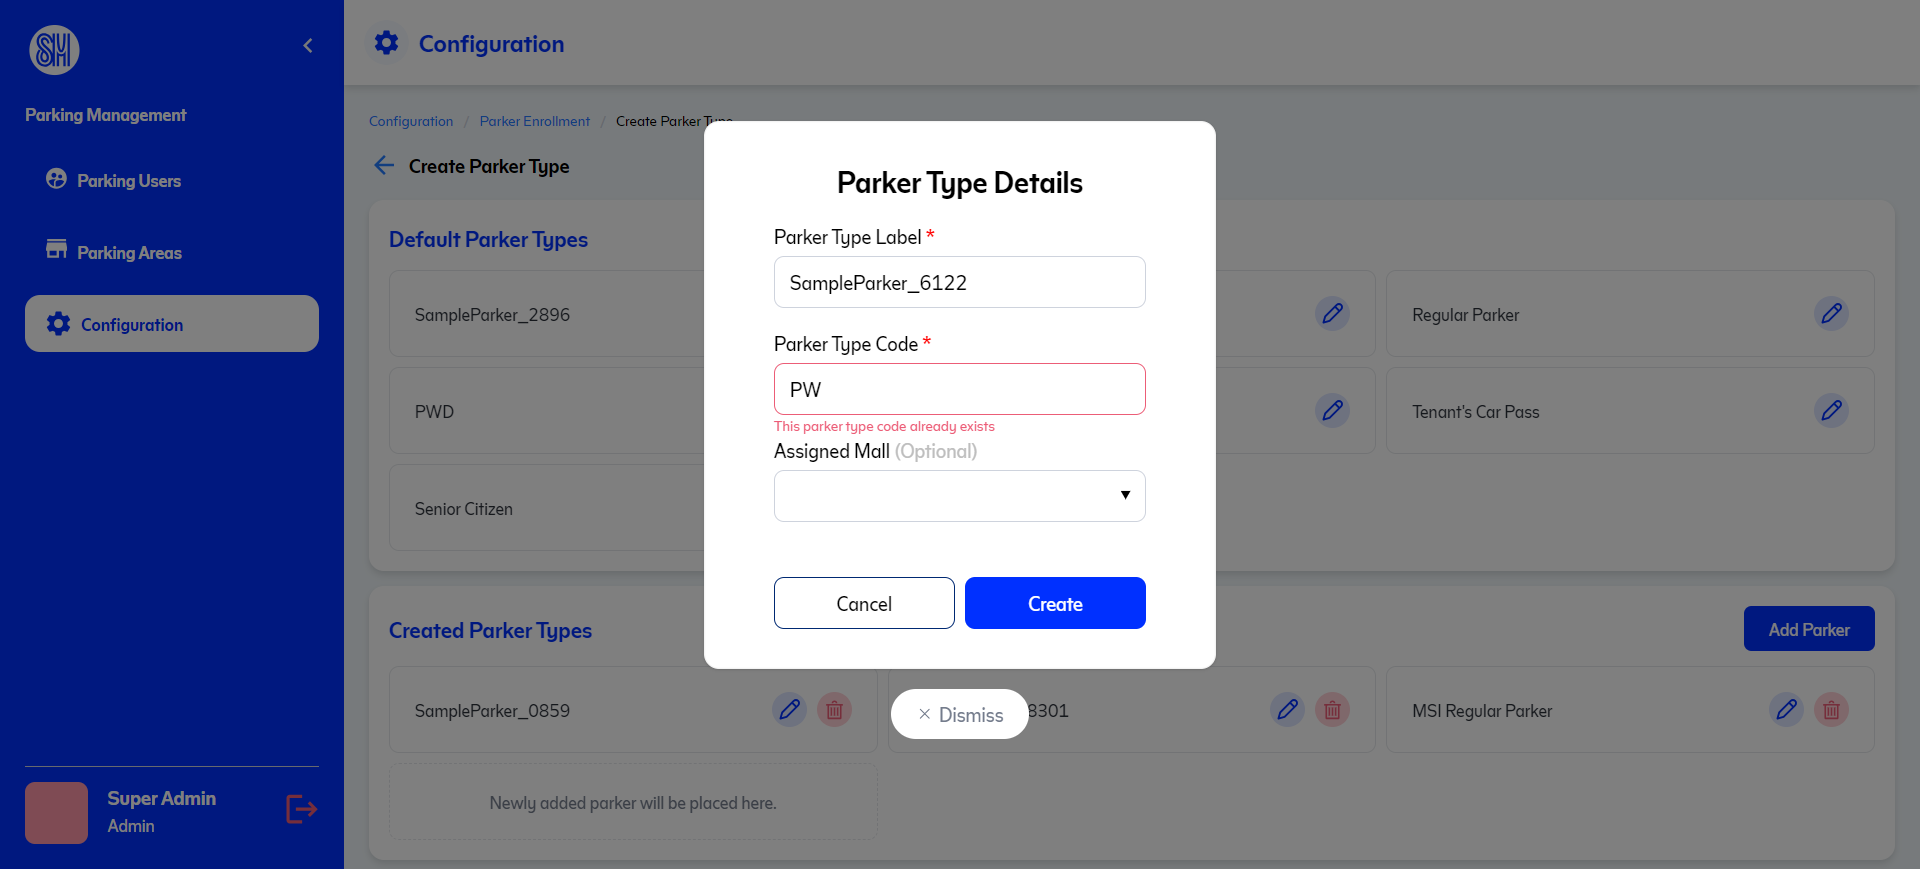 SM
Parking Management
Parking Users
Parking Areas
Configuration
Super Admin
Admin
Configuration
Configuration / Parker Enrollment / Create Parker Type
Create Parker Type
Default Parker Types
SampleParker_2896
Regular Parker
PWD
Tenant's Car Pass
Senior Citizen
Parker Type Details
Parker Type Label *
SampleParker_6122
Parker Type Code *
PW
This parker type code already exists
Assigned Mall (Optional)
Cancel
Create
× Dismiss
Created Parker Types
Add Parker
SampleParker_0859
8301
MSI Regular Parker
Newly added parker will be placed here.